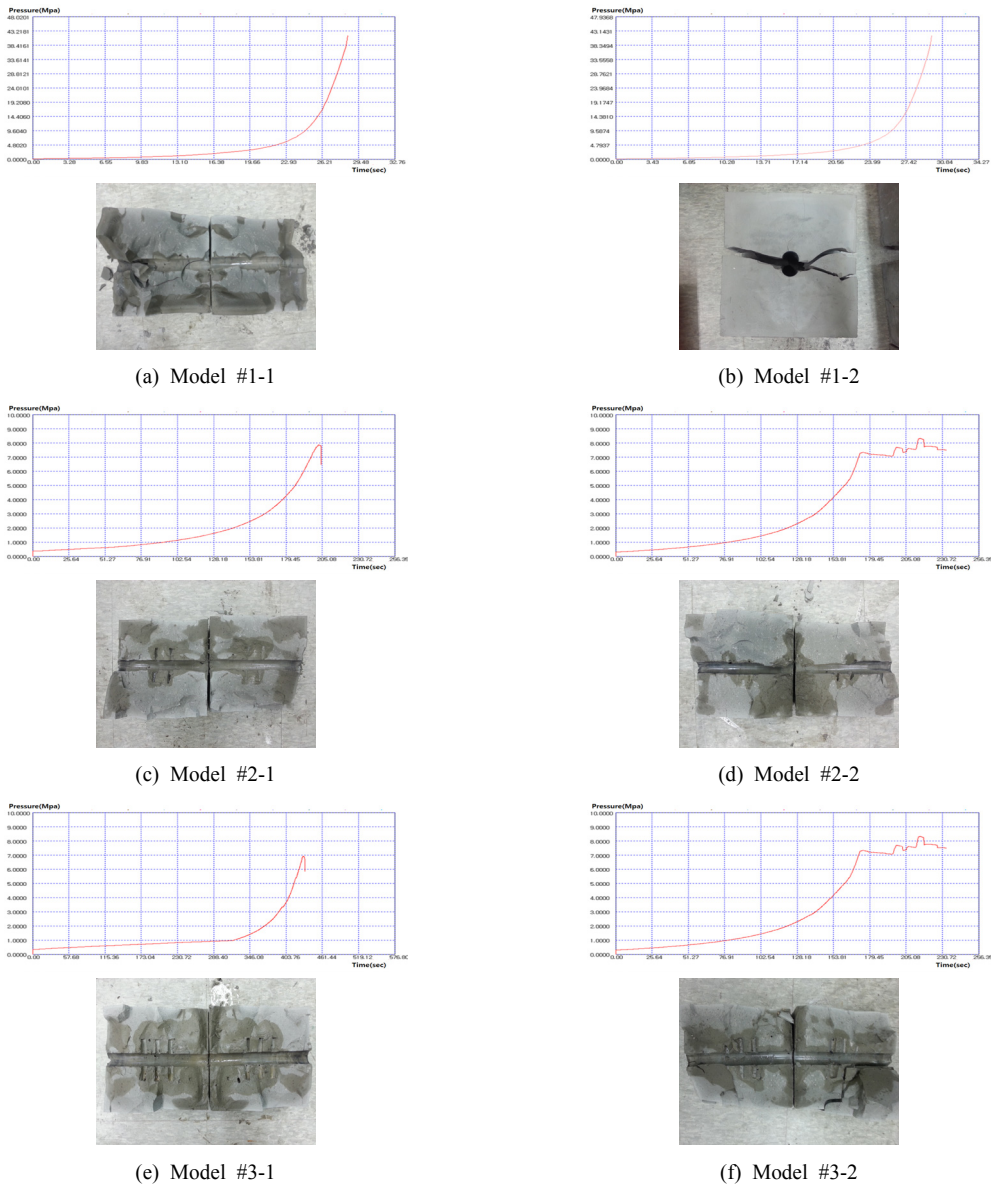 Pressure(Mpa)
48.0201
43.2181
38.4161
33.6141
28.8121
24.0101
19.2080
14.4060
9.6040
4.8020
0.0000
0.00 3.28 6.55 9.83 13.10 16.38 19.66 22.93 26.21 29.48 32.76
Time(sec)
(a) Model #1-1
Pressure(Mpa)
47.9368
43.1431
38.3494
33.5558
28.7621
23.9684
19.1747
14.3810
9.5874
4.7937
0.0000
0.00 3.43 6.85 10.28 13.71 17.14 20.56 23.99 27.42 30.84 34.27
Time(sec)
(b) Model #1-2
Pressure(Mpa)
10.0000
9.0000
8.0000
7.0000
6.0000
5.0000
4.0000
3.0000
2.0000
1.0000
0.0000
0.00 25.64 51.27 76.91 102.54 128.18 153.81 179.45 205.08 230.72 256.35
Time(sec)
(c) Model #2-1
Pressure(Mpa)
10.0000
9.0000
8.0000
7.0000
6.0000
5.0000
4.0000
3.0000
2.0000
1.0000
0.0000
0.00 25.64 51.27 76.91 102.54 128.18 153.81 179.45 205.08 230.72 256.35
Time(sec)
(d) Model #2-2
Pressure(Mpa)
10.0000
9.0000
8.0000
7.0000
6.0000
5.0000
4.0000
3.0000
2.0000
1.0000
0.0000
0.00 57.68 115.36 173.04 230.72 288.40 346.08 403.76 461.44 519.12 576.80
Time(sec)
(e) Model #3-1
Pressure(Mpa)
10.0000
9.0000
8.0000
7.0000
6.0000
5.0000
4.0000
3.0000
2.0000
1.0000
0.0000
0.00 25.64 51.27 76.91 102.54 128.18 153.81 179.45 205.08 230.72 256.35
Time(sec)
(f) Model #3-2